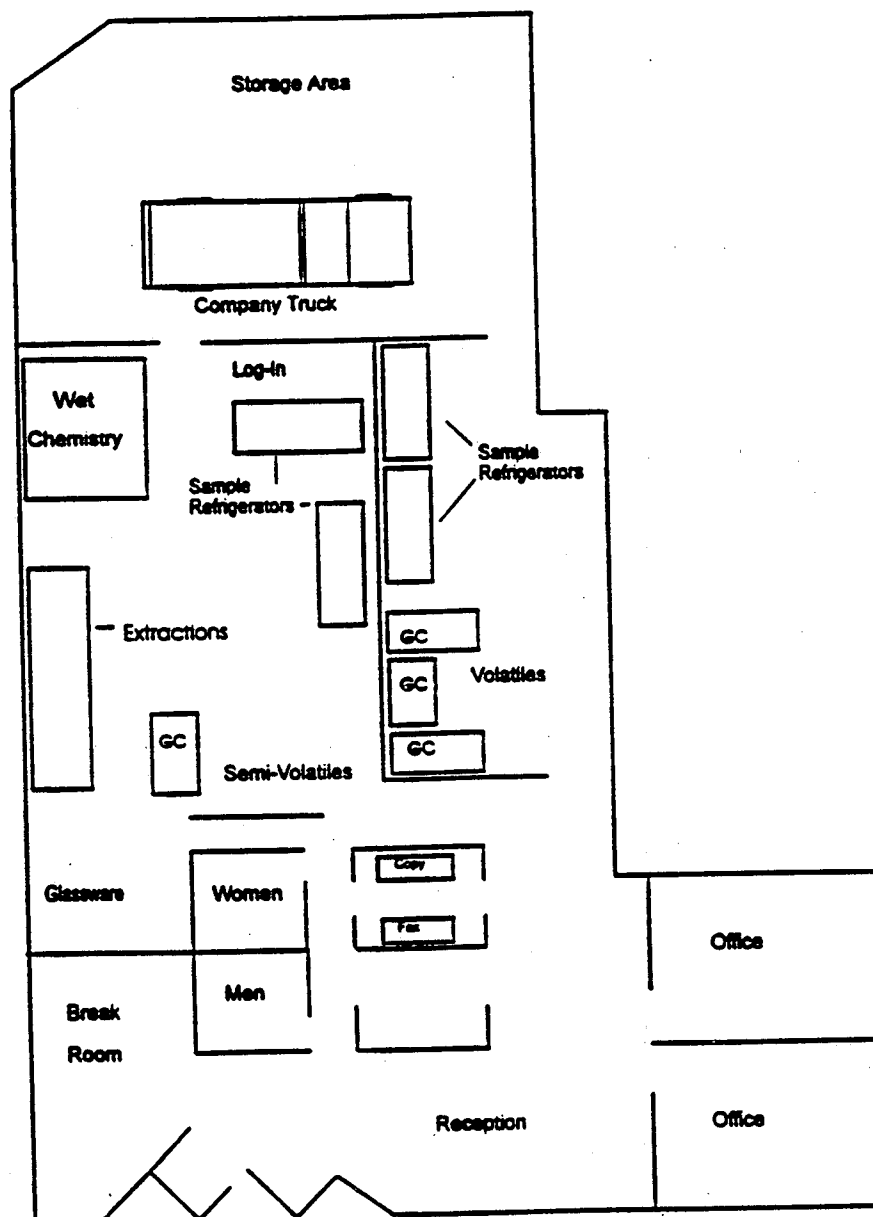 Storage Area
Company Truck
Log-In
Wet
Chemistry
Sample
Refrigerators
Sample
Refrigerators
Extractions
GC
Volatiles
GC
GC
GC
Semi-Volatiles
Copy
Glassware
Women
Fax
Office
Men
Break
Room
Reception
Office